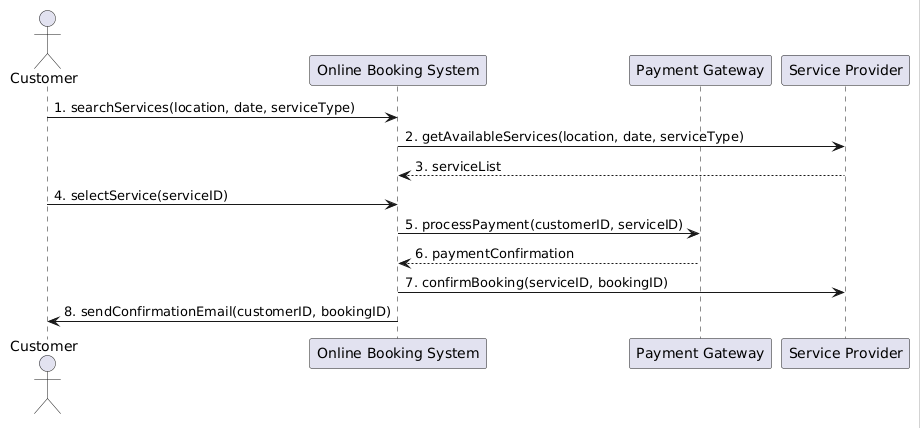 Customer
Online Booking System
Payment Gateway
Service Provider
1. searchServices(location, date, serviceType)
2. getAvailableServices(location, date, serviceType)
3. serviceList
4. selectService(serviceID)
5. processPayment(customerID, serviceID)
6. paymentConfirmation
7. confirmBooking(serviceID, bookingID)
8. sendConfirmationEmail(customerID, bookingID)
Customer
Online Booking System
Payment Gateway
Service Provider